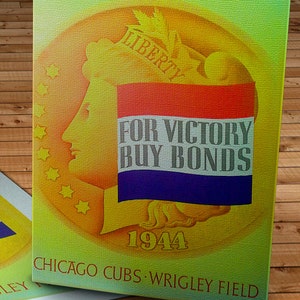 LIBERTY
FOR VICTORY
BUY BONDS
1944
CHICAGO CUBS · WRIGLEY FIELD